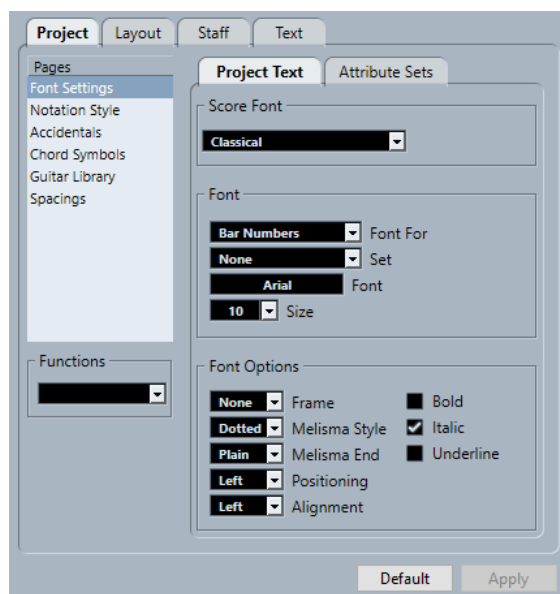 Project Layout Staff Text
Pages
Font Settings
Notation Style
Accidentals
Chord Symbols
Guitar Library
Spacings
Functions
Project Text Attribute Sets
Score Font
Classical
Font
Bar Numbers Font For
None Set
Arial Font
10 Size
Font Options
None Frame Bold
Dotted Melisma Style Italic
Plain Melisma End Underline
Left Positioning
Left Alignment
Default Apply